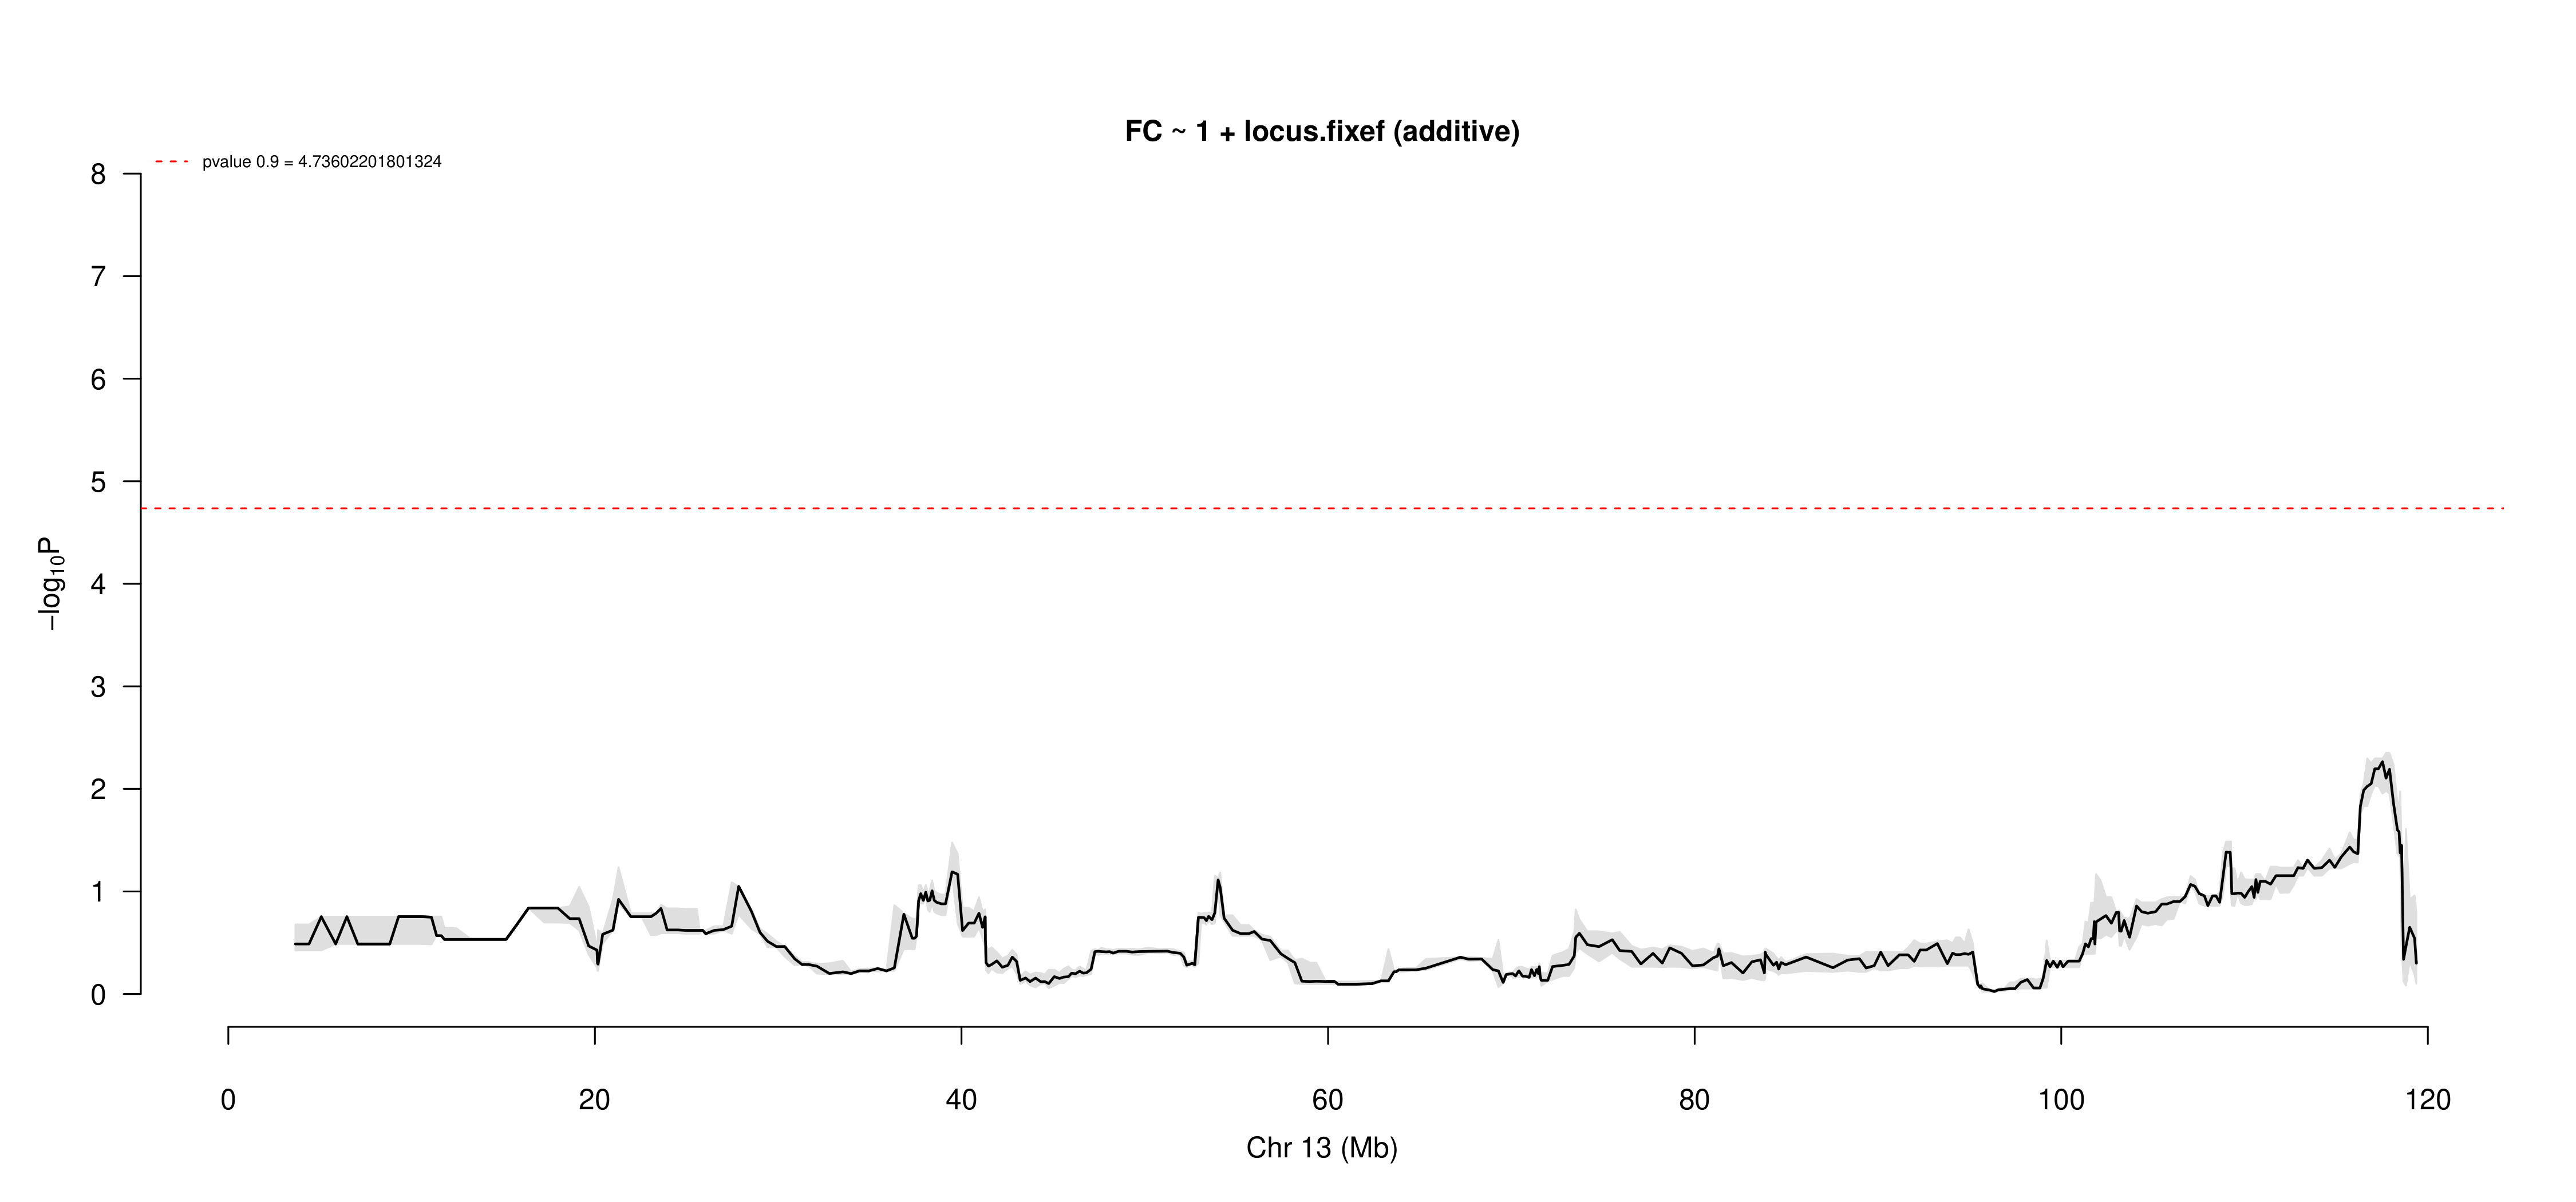 FC ~ 1 + locus.fixef (additive)
pvalue 0.9 = 4.73602201801324
8
7
6
5
4
3
2
1
0
−log10P
0 20 40 60 80 100 120
Chr 13 (Mb)